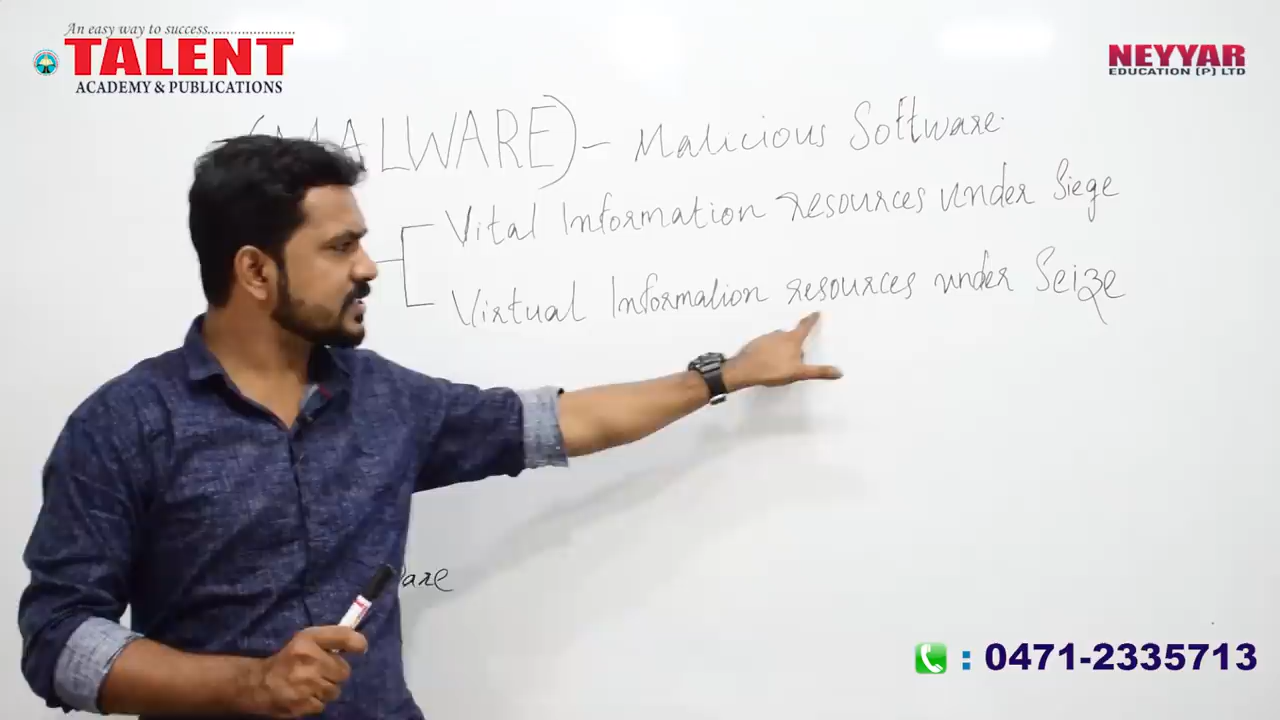 An easy way to success...........................
TALENT
ACADEMY & PUBLICATIONS
NEYYAR
EDUCATION (P) LTD
(MALWARE) - Malicious Software.
Vital Information resources under Siege
Virtual Information resources under Seize
: 0471-2335713